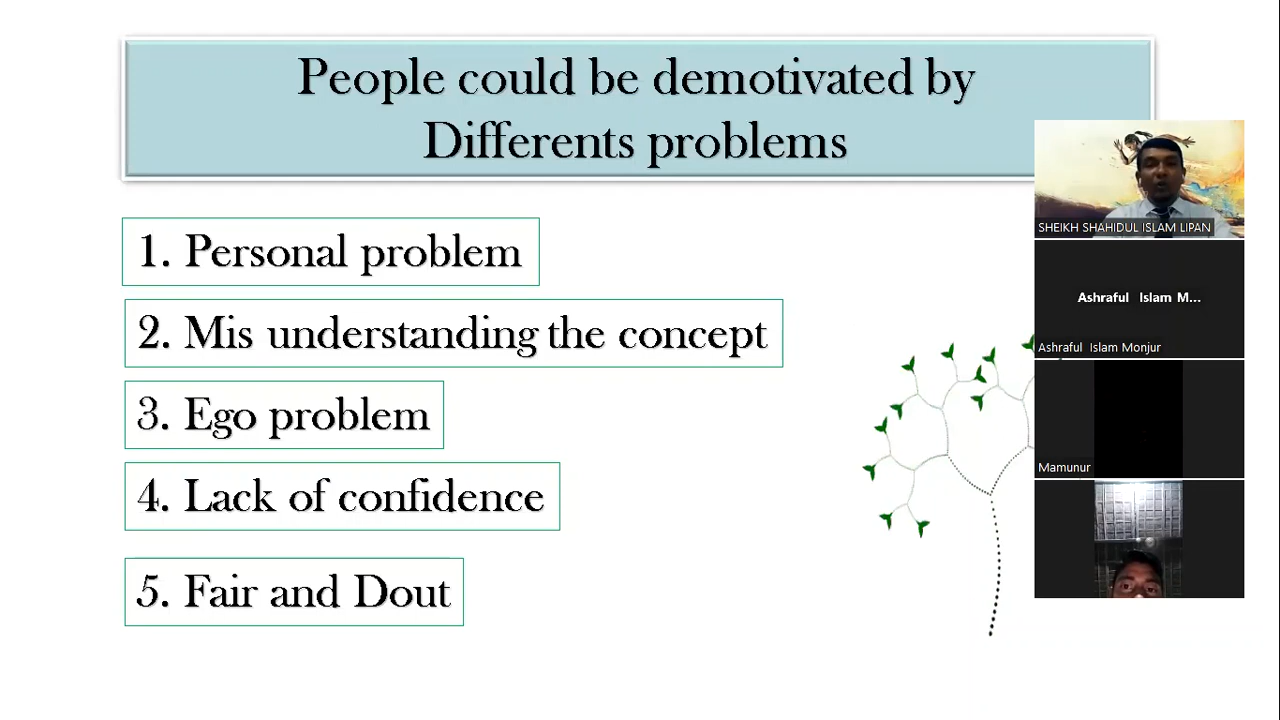 People could be demotivated by
Differents problems
1. Personal problem
2. Mis understanding the concept
3. Ego problem
4. Lack of confidence
5. Fair and Dout
SHEIKH SHAHIDUL ISLAM LIPAN
Ashraful Islam M...
Ashraful Islam Monjur
Mamunur